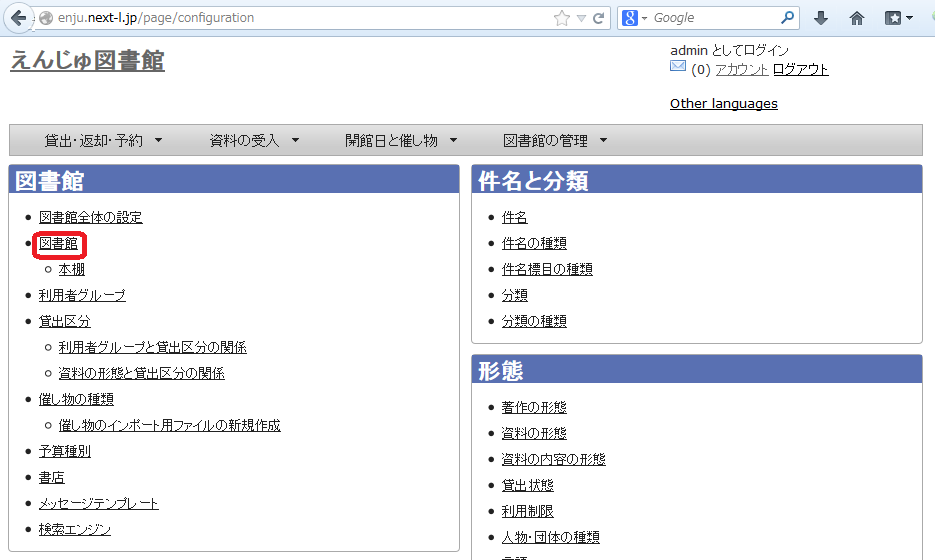 enju.next-l.jp/page/configuration
Google
えんじゅ図書館
admin としてログイン
(0) アカウント ログアウト
Other languages
貸出・返却・予約 資料の受入 開館日と催し物 図書館の管理
図書館
図書館全体の設定
図書館
本棚
利用者グループ
貸出区分
利用者グループと貸出区分の関係
資料の形態と貸出区分の関係
催し物の種類
催し物のインポート用ファイルの新規作成
予算種別
書店
メッセージテンプレート
検索エンジン
件名と分類
件名
件名の種類
件名標目の種類
分類
分類の種類
形態
著作の形態
資料の形態
資料の内容の形態
貸出状態
利用制限
人物・団体の種類